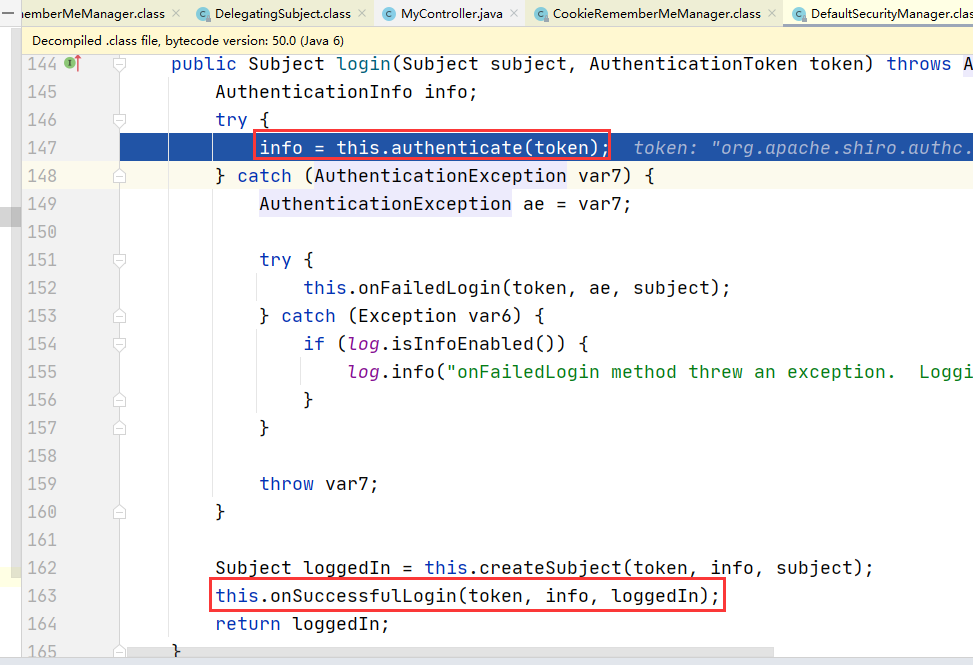 memberMeManager.class DelegatingSubject.class MyController.java CookieRememberMeManager.class DefaultSecurityManager.clas
Decompiled .class file, bytecode version: 50.0 (Java 6)
144 public Subject login(Subject subject, AuthenticationToken token) throws A
145 AuthenticationInfo info;
146 try {
147 info = this.authenticate(token); token: "org.apache.shiro.authc.
148 } catch (AuthenticationException var7) {
149 AuthenticationException ae = var7;
150
151 try {
152 this.onFailedLogin(token, ae, subject);
153 } catch (Exception var6) {
154 if (log.isInfoEnabled()) {
155 log.info("onFailedLogin method threw an exception.  Loggi
156 }
157 }
158
159 throw var7;
160 }
161
162 Subject loggedIn = this.createSubject(token, info, subject);
163 this.onSuccessfulLogin(token, info, loggedIn);
164 return loggedIn;
165 }